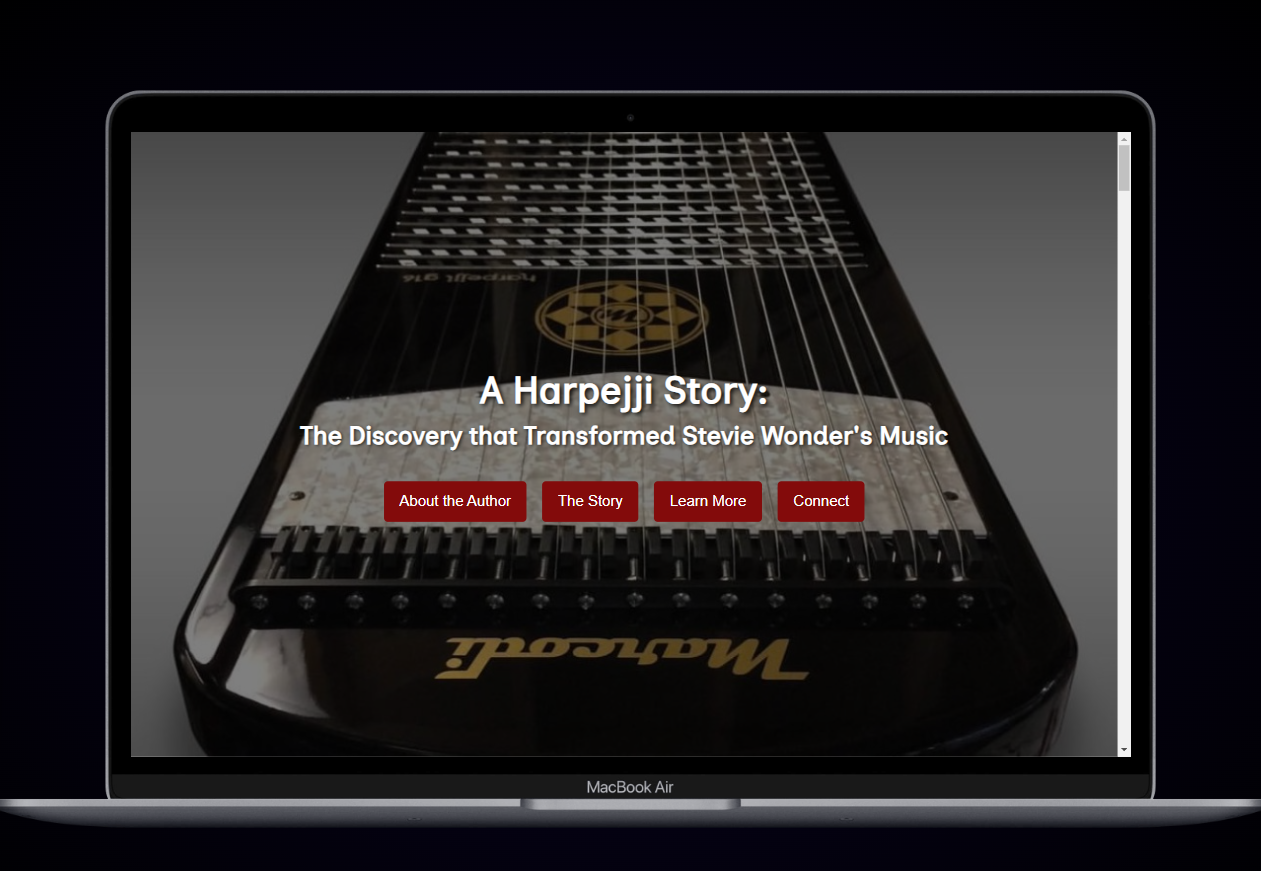 harpejji g16
M
A Harpejji Story:
The Discovery that Transformed Stevie Wonder's Music
About the Author
The Story
Learn More
Connect
Marcodi
MacBook Air